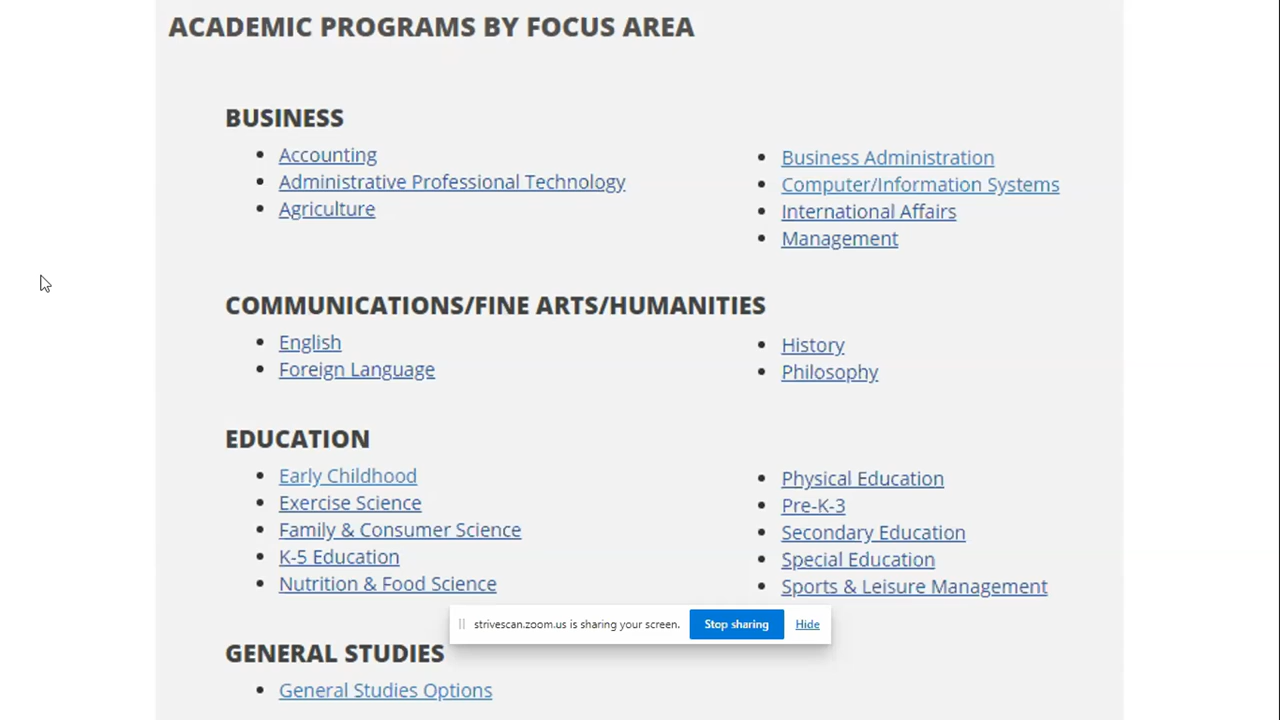 ACADEMIC PROGRAMS BY FOCUS AREA
BUSINESS
Accounting
Administrative Professional Technology
Agriculture
Business Administration
Computer/Information Systems
International Affairs
Management
COMMUNICATIONS/FINE ARTS/HUMANITIES
English
Foreign Language
History
Philosophy
EDUCATION
Early Childhood
Exercise Science
Family & Consumer Science
K-5 Education
Nutrition & Food Science
Physical Education
Pre-K-3
Secondary Education
Special Education
Sports & Leisure Management
strivescan.zoom.us is sharing your screen. Stop sharing Hide
GENERAL STUDIES
General Studies Options